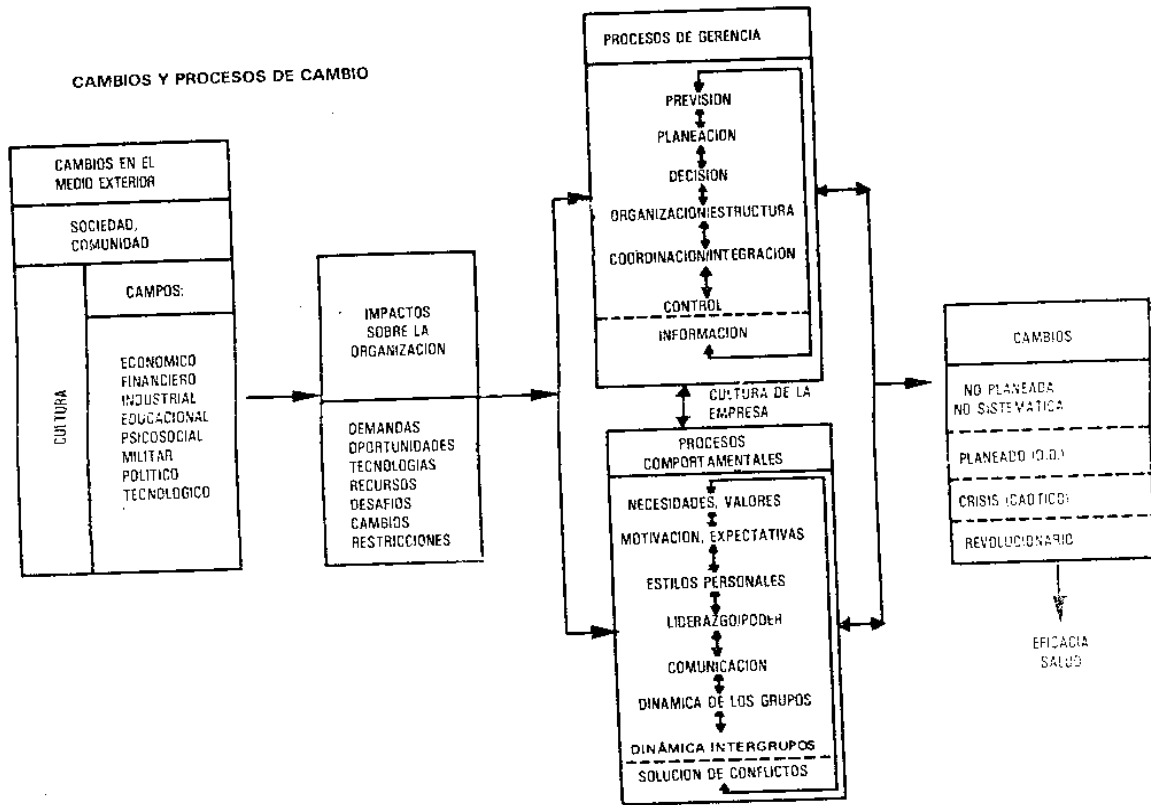 CAMBIOS Y PROCESOS DE CAMBIO
CAMBIOS EN EL
MEDIO EXTERIOR
SOCIEDAD,
COMUNIDAD
CULTURA
CAMPOS:
ECONOMICO
FINANCIERO
INDUSTRIAL
EDUCACIONAL
PSICOSOCIAL
MILITAR
POLITICO
TECNOLOGICO
IMPACTOS
SOBRE LA
ORGANIZACION
DEMANDAS
OPORTUNIDADES
TECNOLOGIAS
RECURSOS
DESAFIOS
CAMBIOS
RESTRICCIONES
PROCESOS DE GERENCIA
PREVISION
PLANEACION
DECISION
ORGANIZACION/ESTRUCTURA
COORDINACION/INTEGRACION
CONTROL
INFORMACION
CULTURA DE LA
EMPRESA
PROCESOS
COMPORTAMENTALES
NECESIDADES, VALORES
MOTIVACION, EXPECTATIVAS
ESTILOS PERSONALES
LIDERAZGO/PODER
COMUNICACION
DINAMICA DE LOS GRUPOS
DINÁMICA INTERGRUPOS
SOLUCION DE CONFLICTOS
CAMBIOS
NO PLANEADA
NO SISTEMATICA
PLANEADO (O.D.)
CRISIS (CAOTICO)
REVOLUCIONARIO
EFICACIA
SALUD